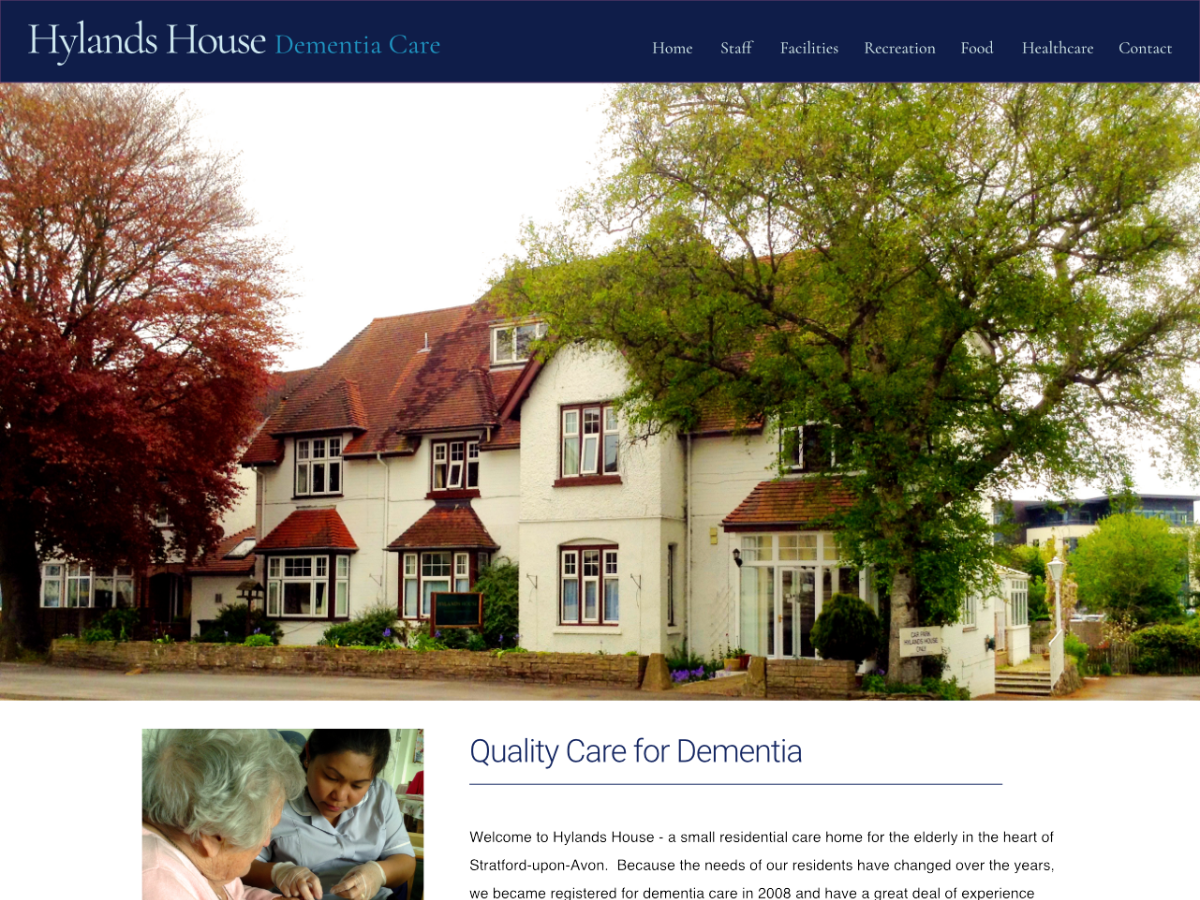 Hylands House Dementia Care
Home Staff Facilities Recreation Food Healthcare Contact
CAR PARK
HYLANDS HOUSE
ONLY
Quality Care for Dementia
Welcome to Hylands House - a small residential care home for the elderly in the heart of
Stratford-upon-Avon.  Because the needs of our residents have changed over the years,
we became registered for dementia care in 2008 and have a great deal of experience